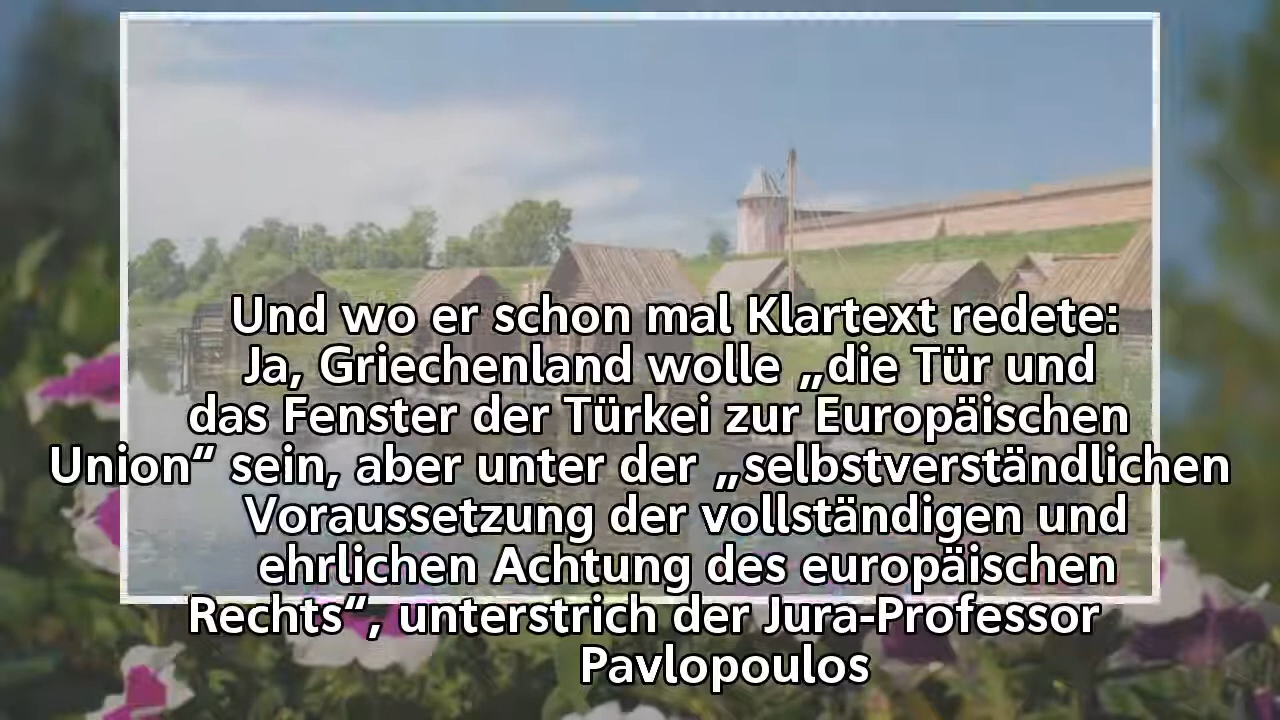 Und wo er schon mal Klartext redete:
Ja, Griechenland wolle „die Tür und
das Fenster der Türkei zur Europäischen
Union“ sein, aber unter der „selbstverständlichen
Voraussetzung der vollständigen und
ehrlichen Achtung des europäischen
Rechts“, unterstrich der Jura-Professor
Pavlopoulos